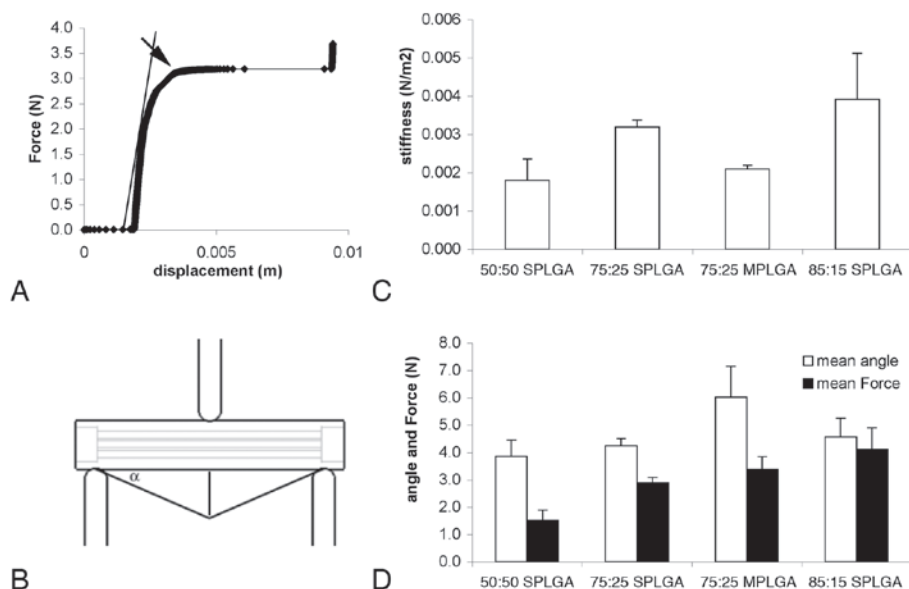 4.0
3.5
3.0
2.5
2.0
1.5
1.0
0.5
0.0
Force (N)
0 0.005 0.01
displacement (m)
A
0.006
0.005
0.004
0.003
0.002
0.001
0.000
stiffness (N/m2)
50:50 SPLGA 75:25 SPLGA 75:25 MPLGA 85:15 SPLGA
C
α
B
8.0
7.0
6.0
5.0
4.0
3.0
2.0
1.0
0.0
angle and Force (N)
mean angle
mean Force
50:50 SPLGA 75:25 SPLGA 75:25 MPLGA 85:15 SPLGA
D